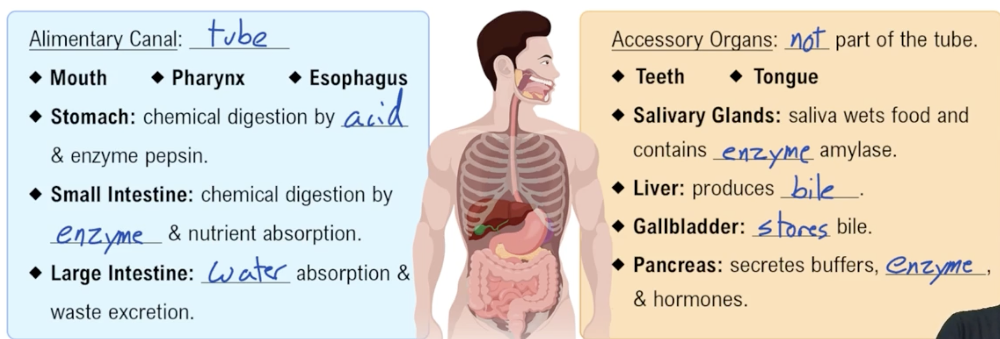 Alimentary Canal: tube
◆ Mouth ◆ Pharynx ◆ Esophagus
◆ Stomach: chemical digestion by acid
& enzyme pepsin.
◆ Small Intestine: chemical digestion by
enzyme & nutrient absorption.
◆ Large Intestine: water absorption &
waste excretion.
Accessory Organs: not part of the tube.
◆ Teeth ◆ Tongue
◆ Salivary Glands: saliva wets food and
contains enzyme amylase.
◆ Liver: produces bile.
◆ Gallbladder: stores bile.
◆ Pancreas: secretes buffers, enzyme,
& hormones.